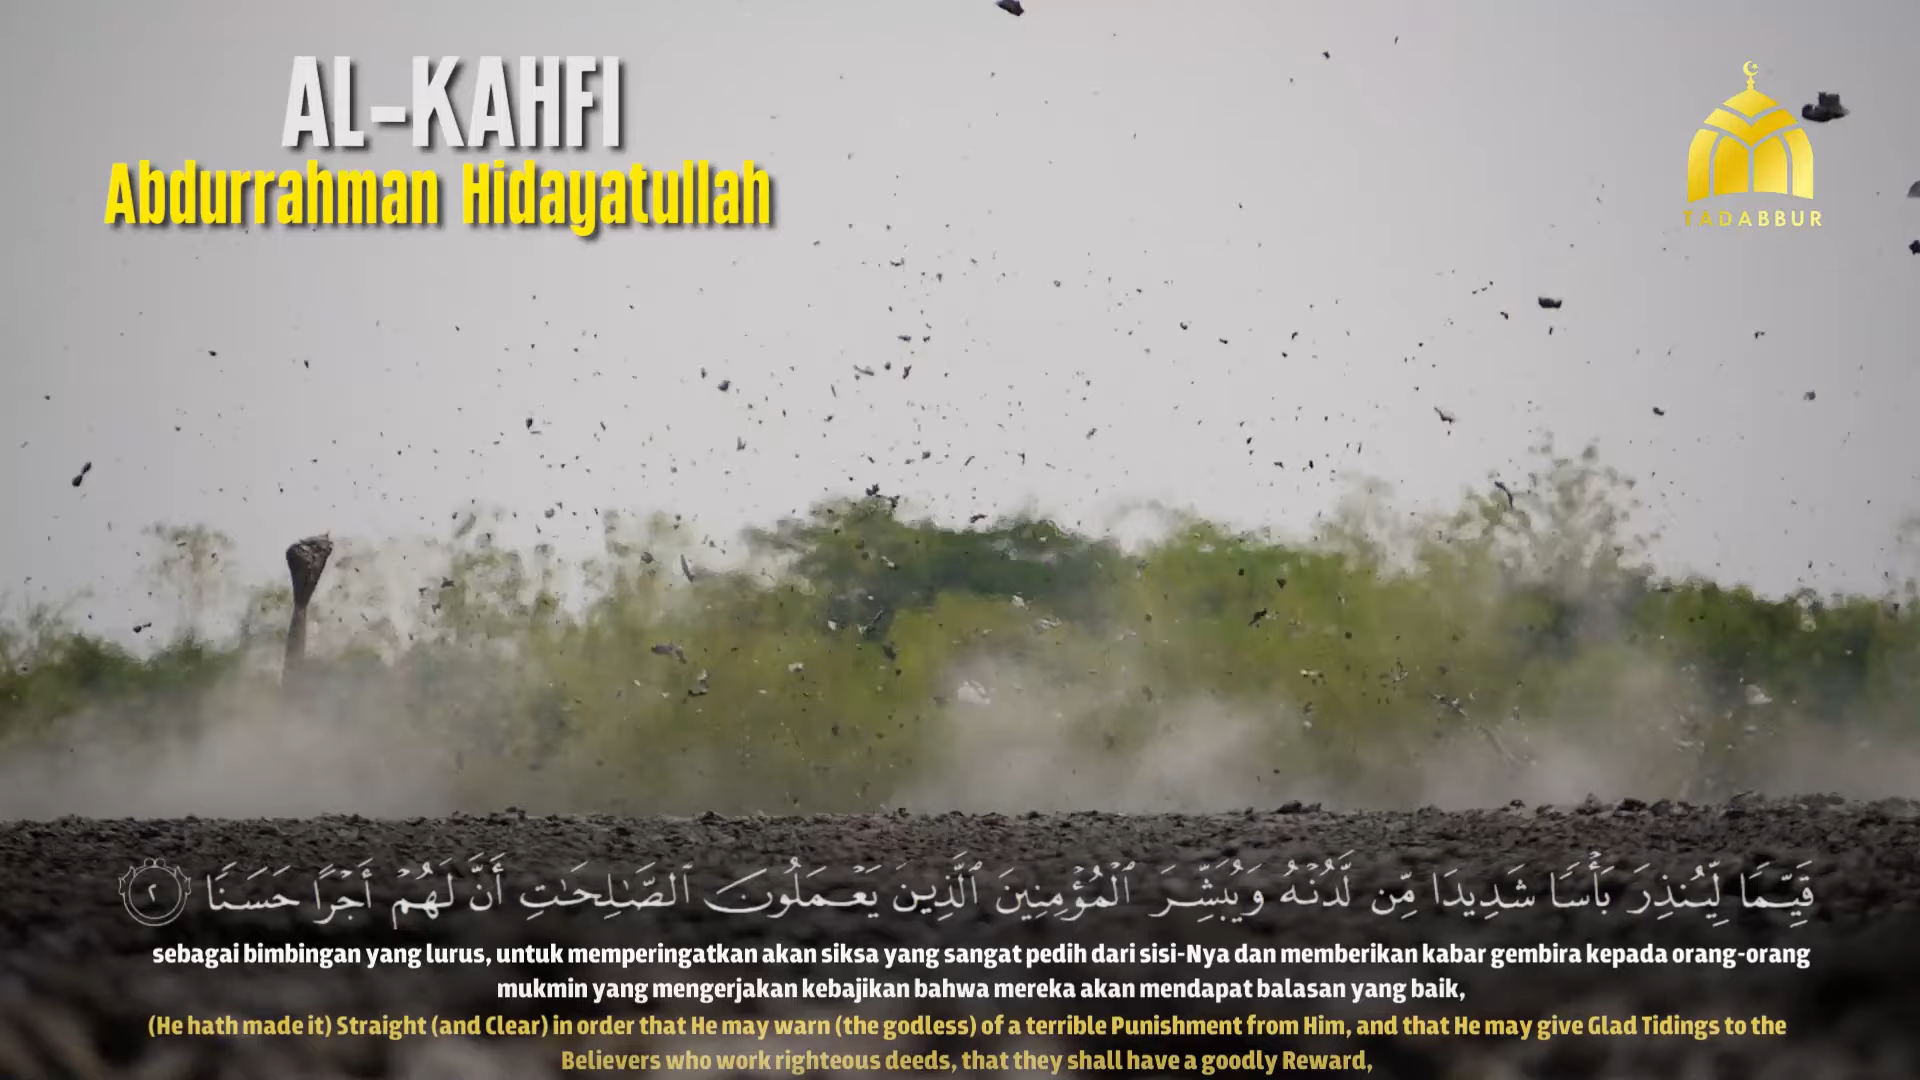 AL-KAHFI
Abdurrahman Hidayatullah
TADABBUR
قَيِّمًا لِّيُنذِرَ بَأْسًا شَدِيدًا مِّن لَّدُنْهُ وَيُبَشِّرَ ٱلْمُؤْمِنِينَ ٱلَّذِينَ يَعْمَلُونَ ٱلصَّـٰلِحَـٰتِ أَنَّ لَهُمْ أَجْرًا حَسَنًا ٢
sebagai bimbingan yang lurus, untuk memperingatkan akan siksa yang sangat pedih dari sisi-Nya dan memberikan kabar gembira kepada orang-orang
mukmin yang mengerjakan kebajikan bahwa mereka akan mendapat balasan yang baik,
(He hath made it) Straight (and Clear) in order that He may warn (the godless) of a terrible Punishment from Him, and that He may give Glad Tidings to the
Believers who work righteous deeds, that they shall have a goodly Reward,